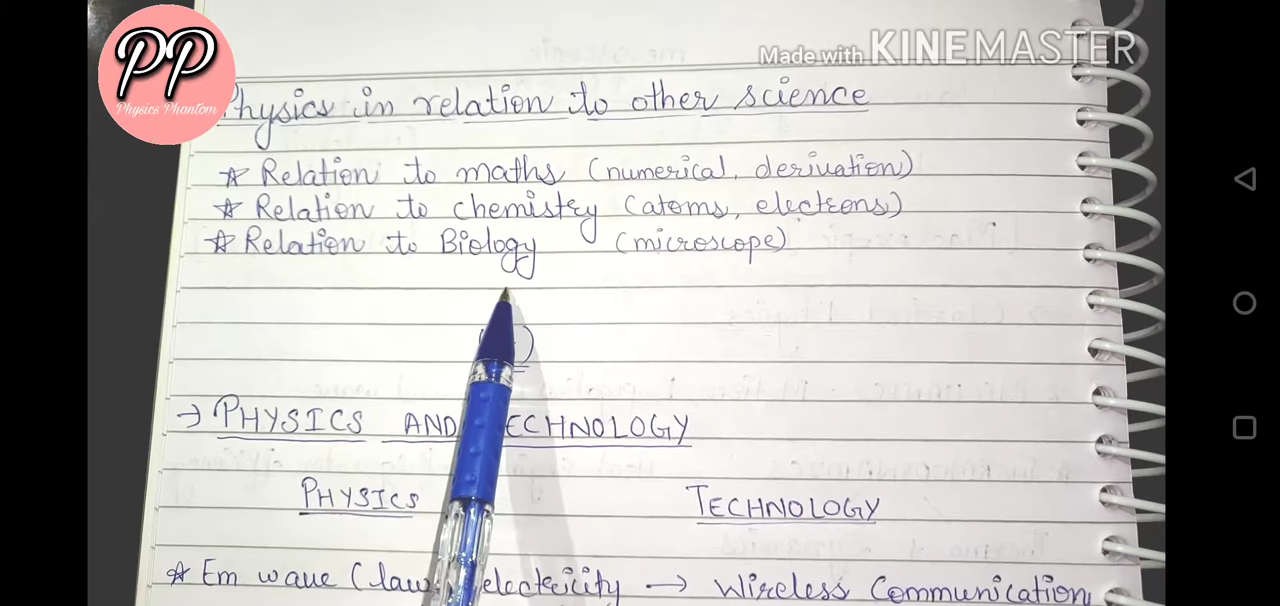 PP
Physics Phantom
Made with KINEMASTER
hysics in relation to other science
☆ Relation to maths (numerical, derivation)
☆ Relation to chemistry (atoms, electrons)
☆ Relation to Biology (microscope)
→ PHYSICS AND ECHNOLOGY
PHYSICS TECHNOLOGY
☆ Em wave (law electricity → Wireless Communication